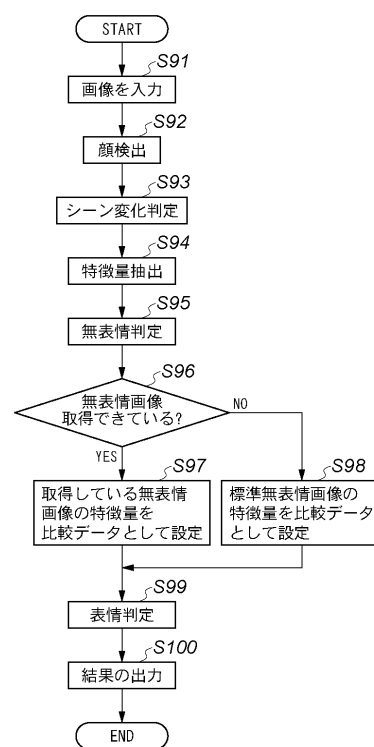 START
S91
画像を入力
S92
顔検出
S93
シーン変化判定
S94
特徴量抽出
S95
無表情判定
S96
無表情画像
取得できている?
NO
YES
S97
取得している無表情
画像の特徴量を
比較データとして設定
S98
標準無表情画像の
特徴量を比較データ
として設定
S99
表情判定
S100
結果の出力
END